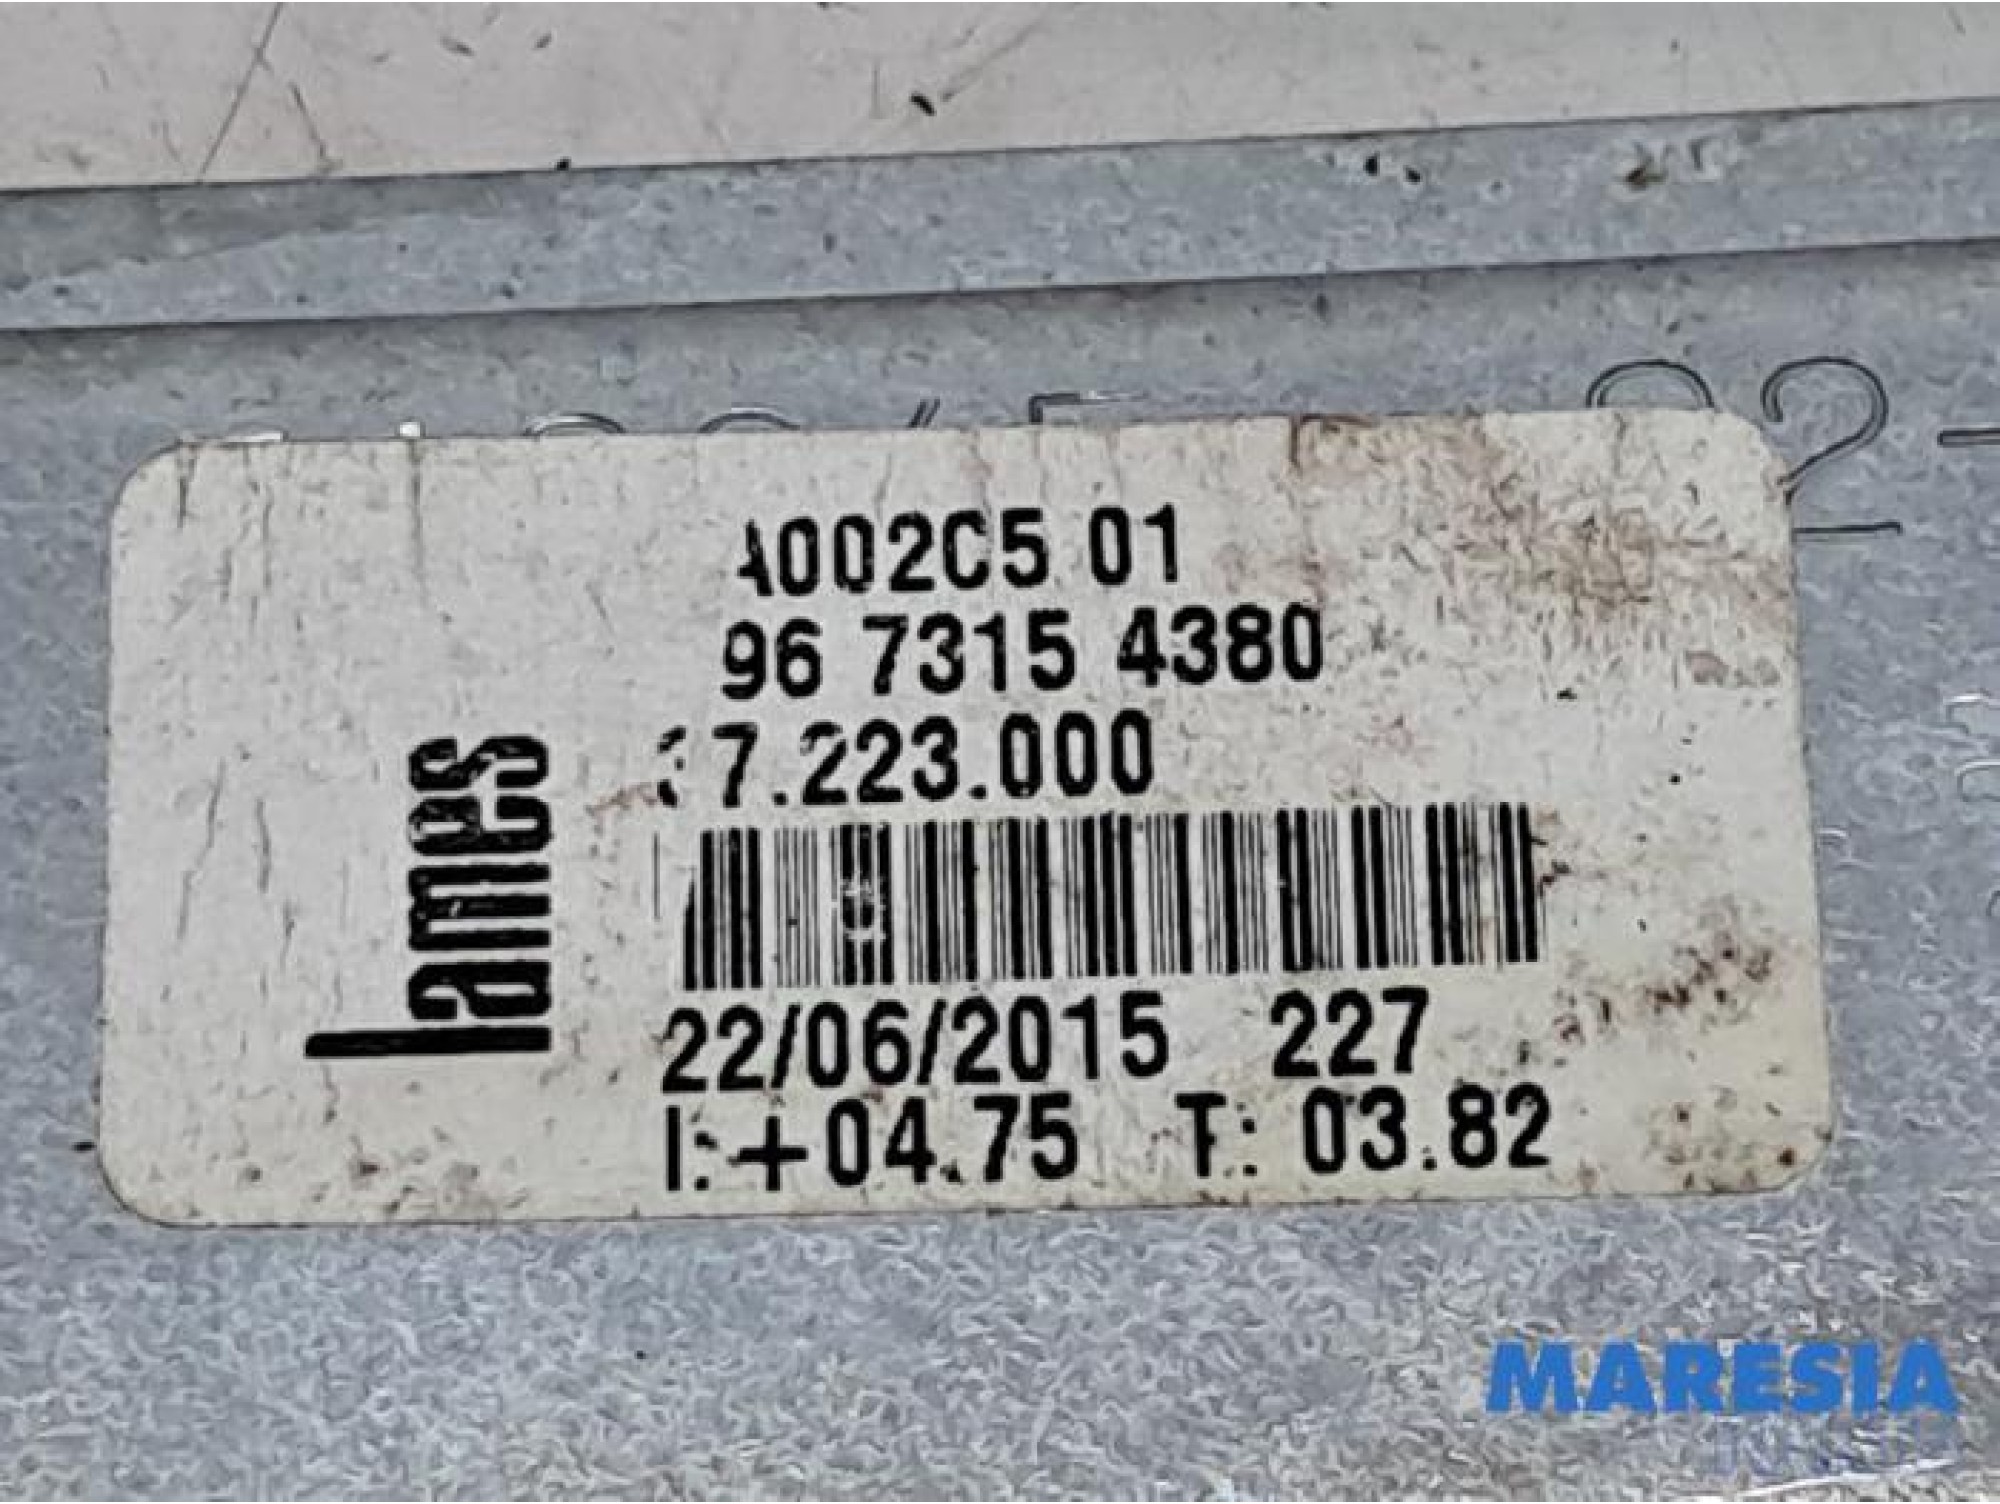 A002C5 01
96 7315 4380
7.223.000
lames
22/06/2015 227
I:+04.75 T: 03.82
MARESIA